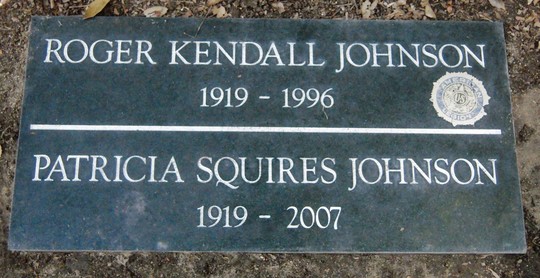 ROGER KENDALL JOHNSON
1919 - 1996
PATRICIA SQUIRES JOHNSON
1919 - 2007